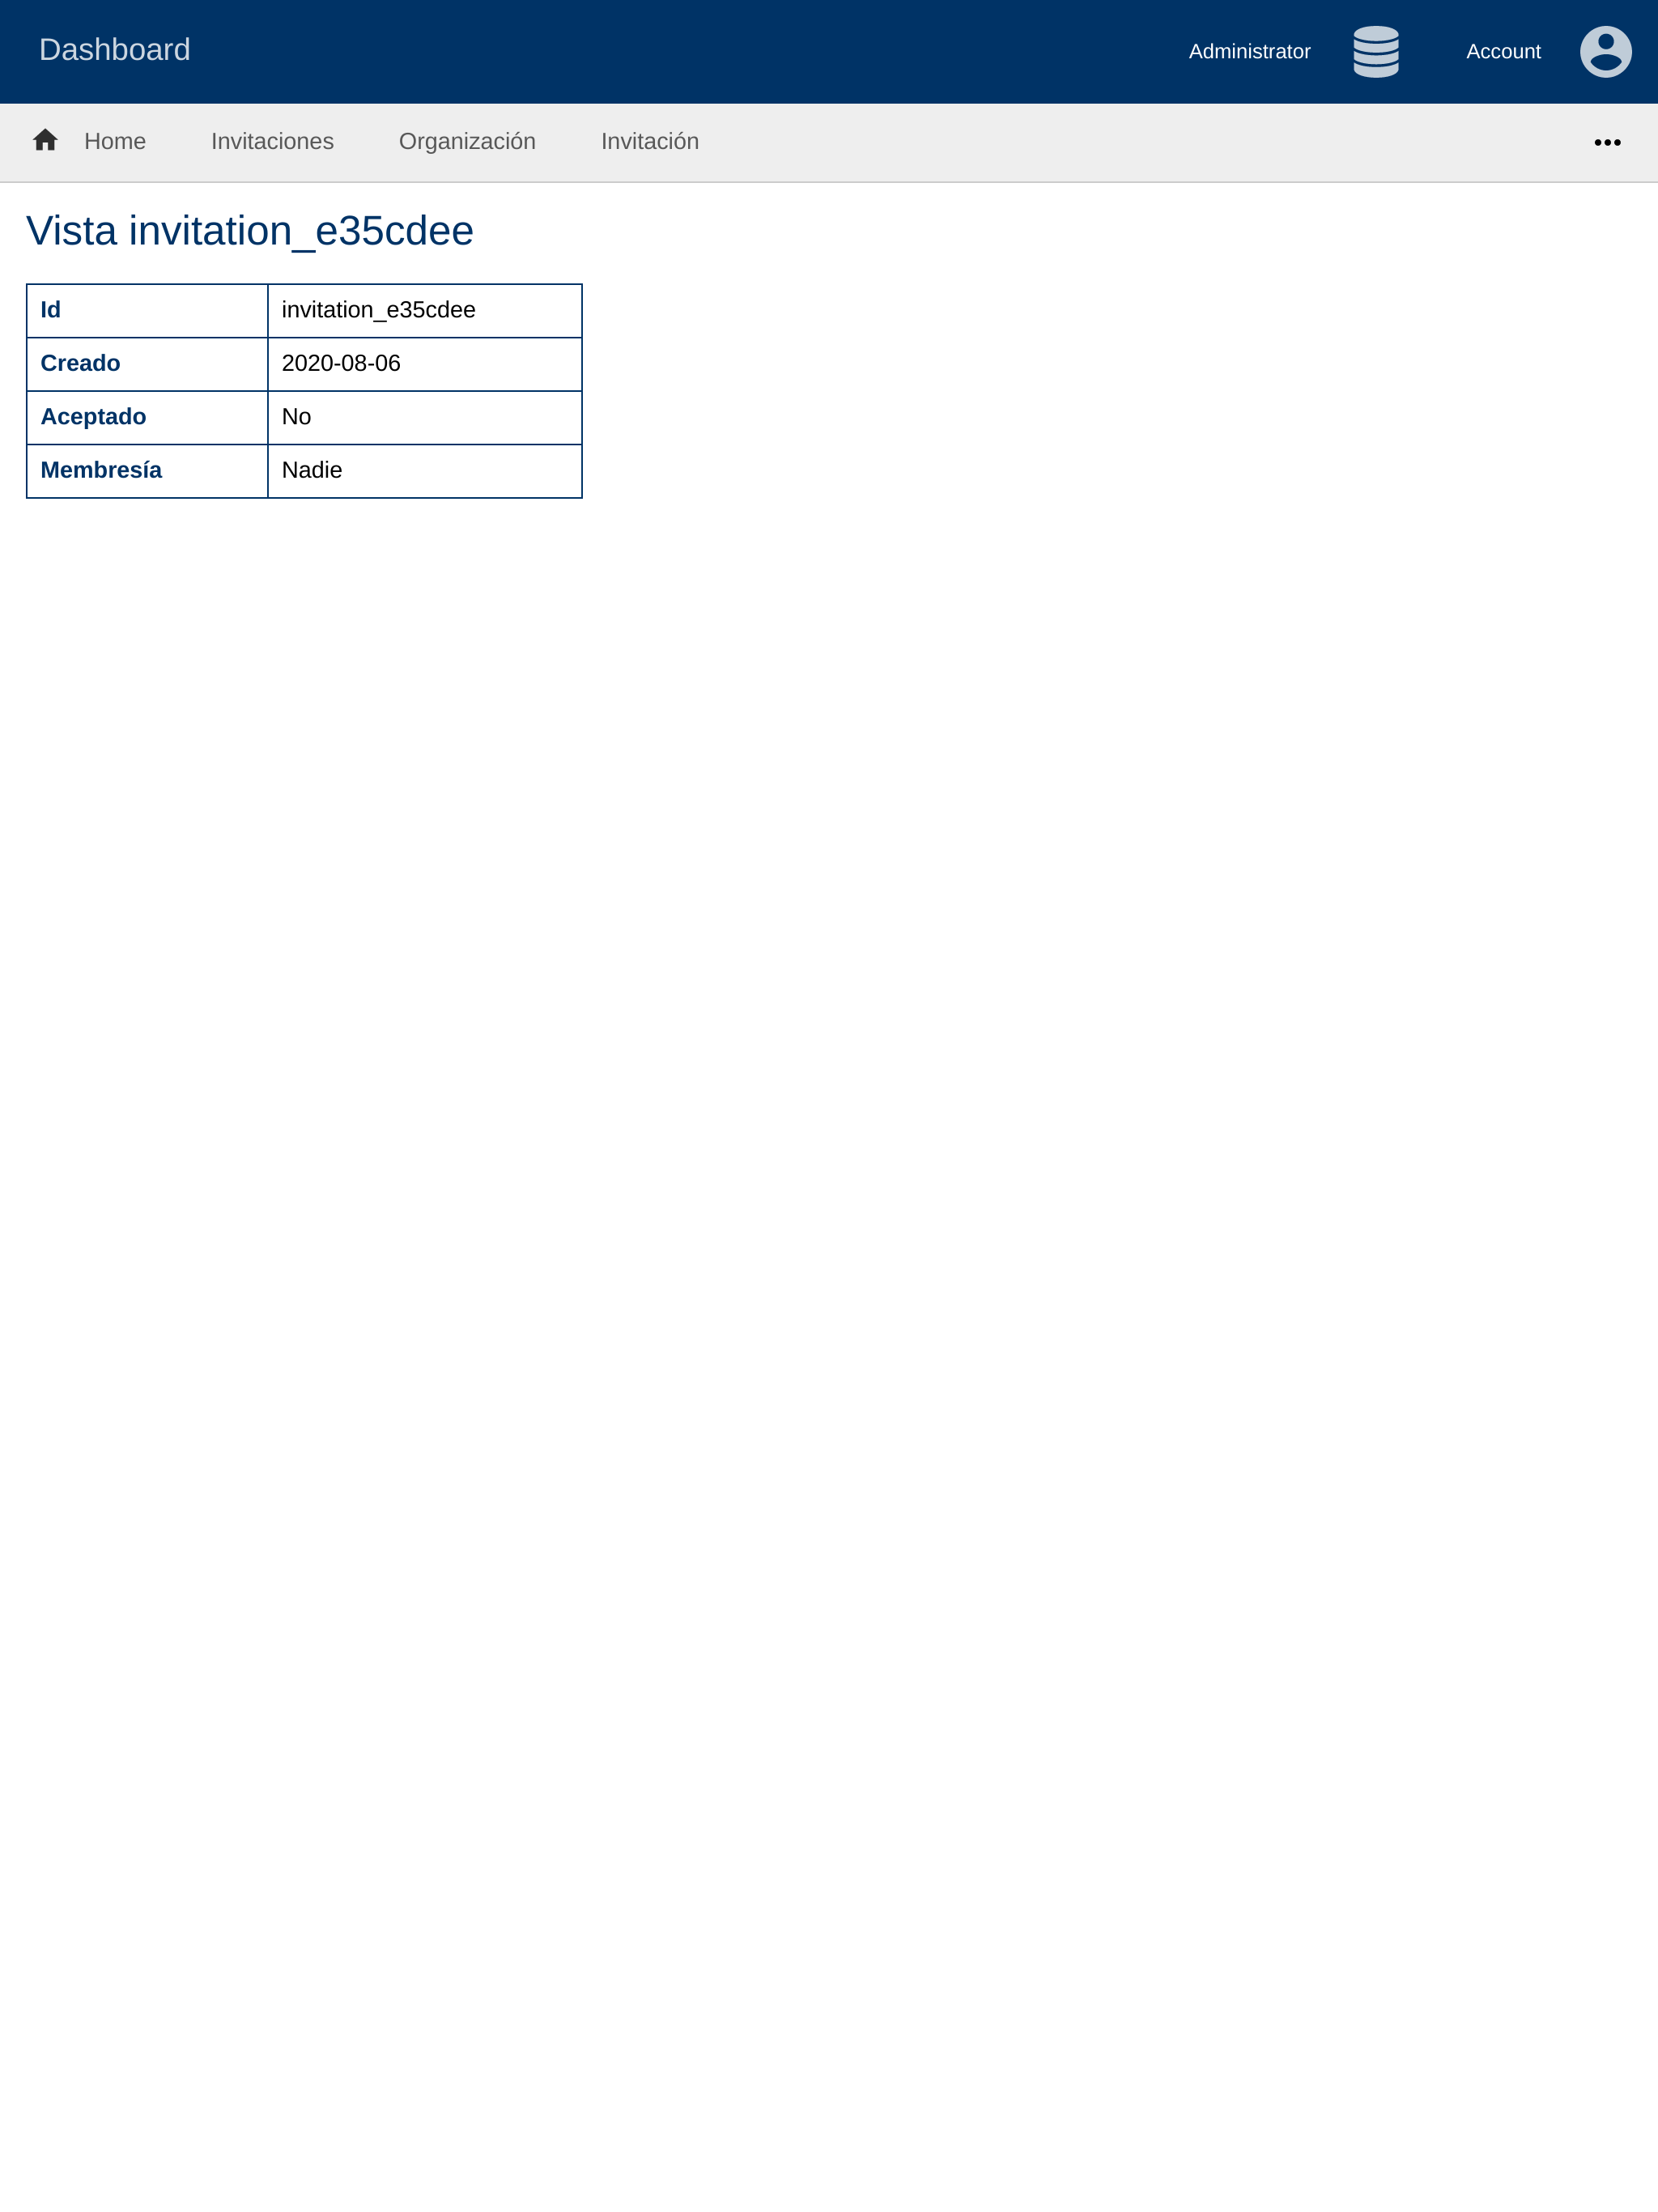 Dashboard Administrator Account
Home Invitaciones Organización Invitación •••
Vista invitation_e35cdee
Id invitation_e35cdee
Creado 2020-08-06
Aceptado No
Membresía Nadie